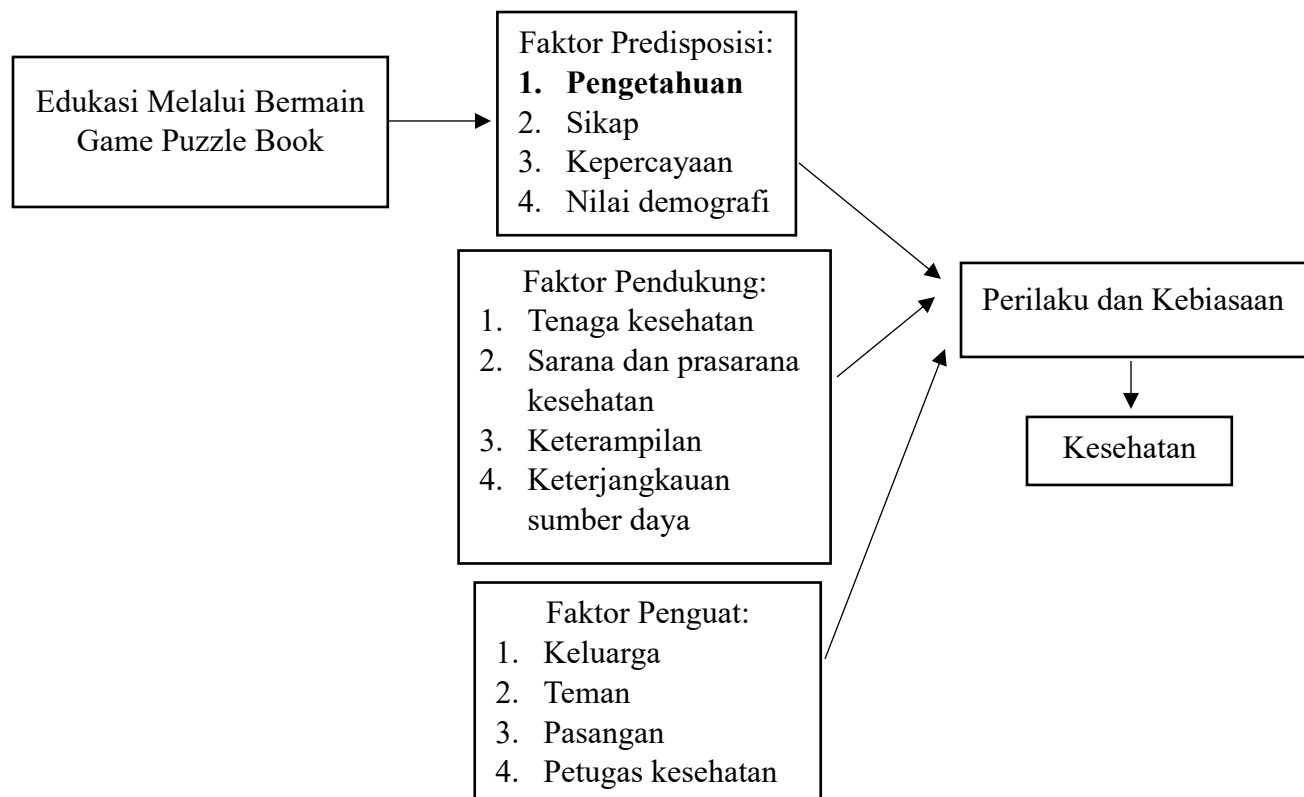 Edukasi Melalui Bermain
Game Puzzle Book
Faktor Predisposisi:
1. Pengetahuan
2. Sikap
3. Kepercayaan
4. Nilai demografi
Faktor Pendukung:
1. Tenaga kesehatan
2. Sarana dan prasarana
kesehatan
3. Keterampilan
4. Keterjangkauan
sumber daya
Faktor Penguat:
1. Keluarga
2. Teman
3. Pasangan
4. Petugas kesehatan
Perilaku dan Kebiasaan
Kesehatan